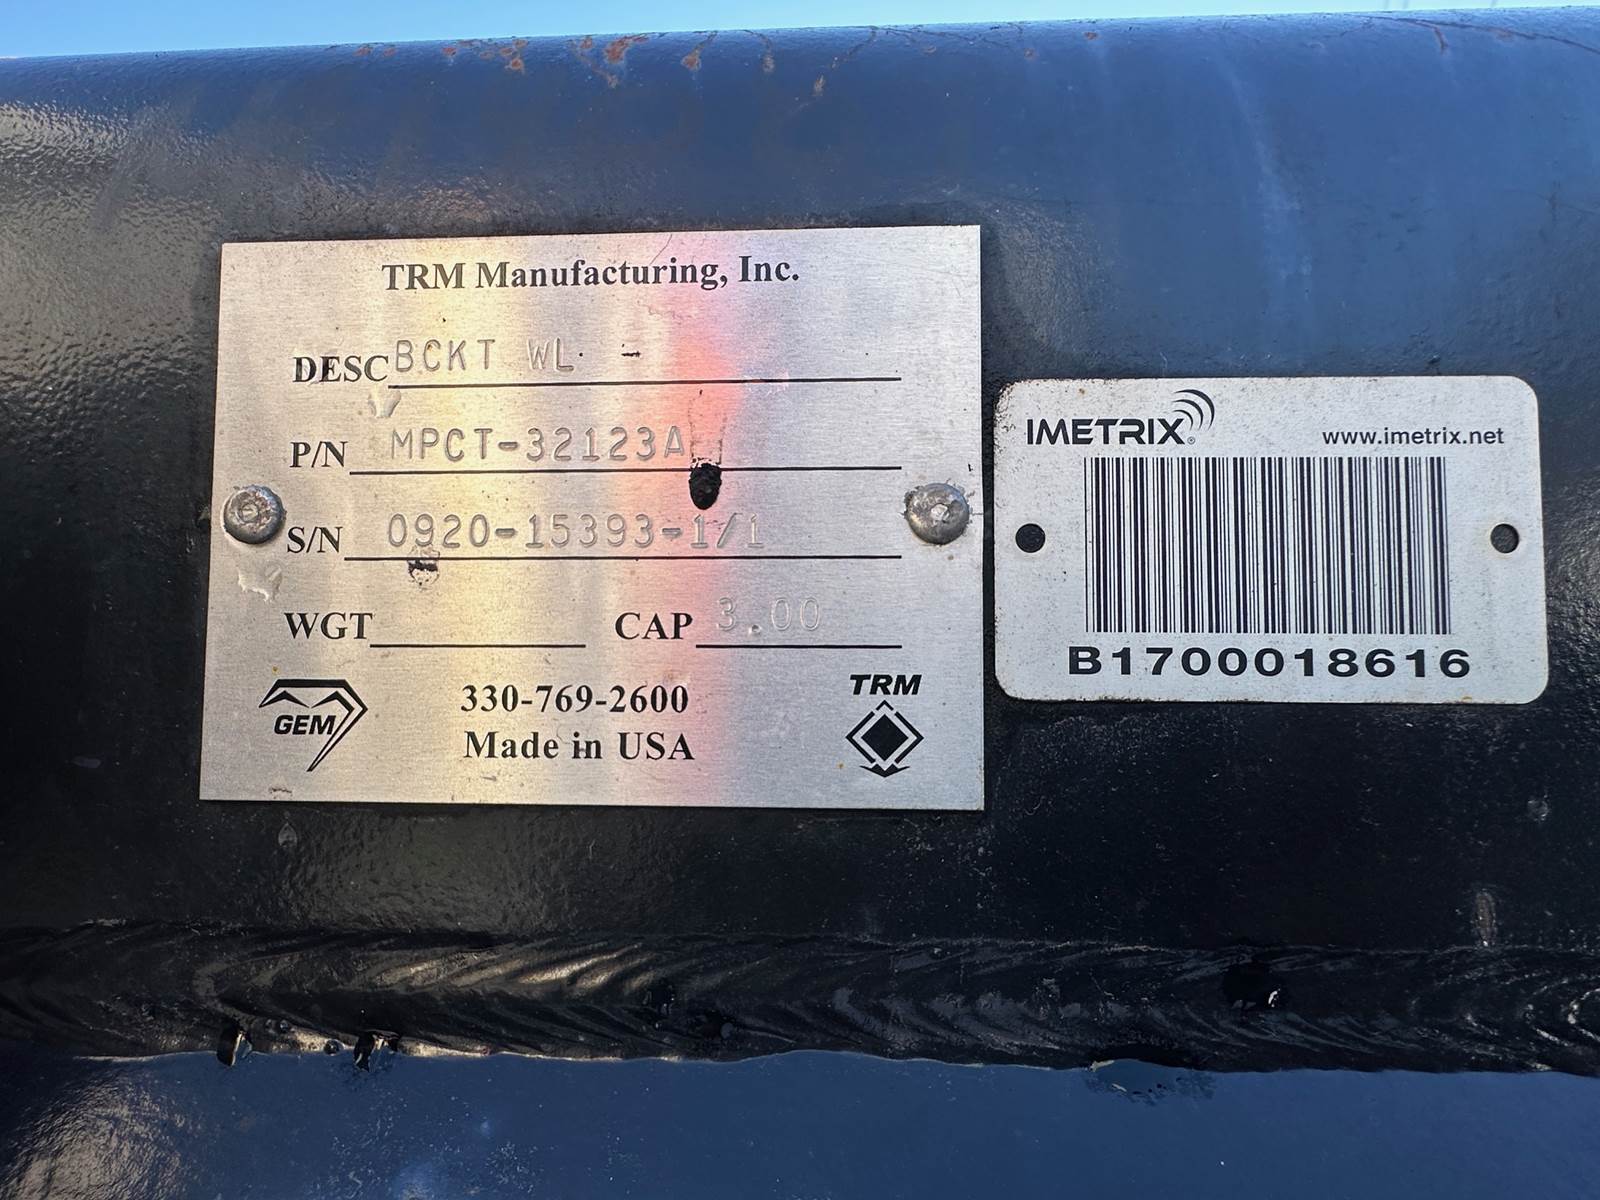 TRM Manufacturing, Inc.
DESC BCKT WL -
P/N MPCT-32123A
S/N 0920-15393-1/1
WGT CAP 3.00
GEM
330-769-2600
Made in USA
TRM
IMETRIX®
www.imetrix.net
B1700018616